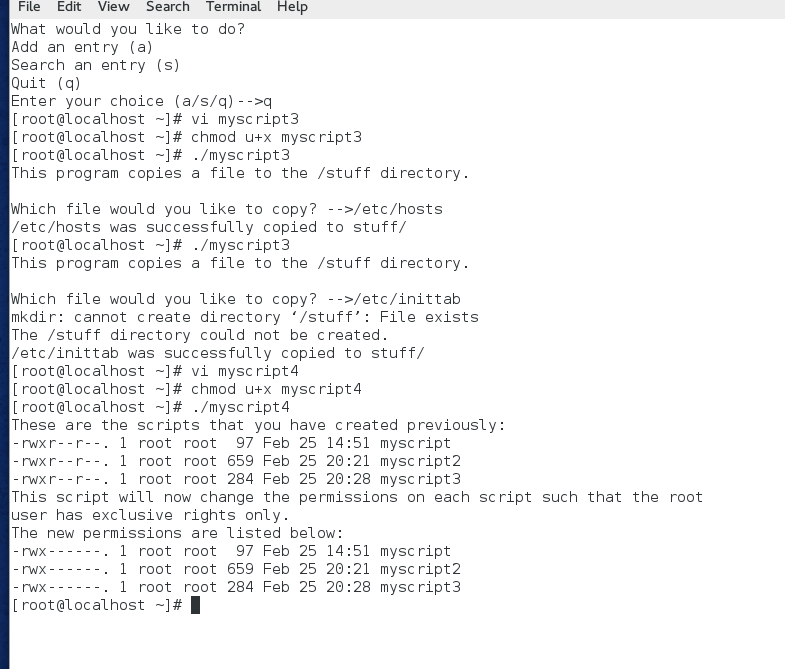 File Edit View Search Terminal Help
What would you like to do?
Add an entry (a)
Search an entry (s)
Quit (q)
Enter your choice (a/s/q)-->q
[root@localhost ~]# vi myscript3
[root@localhost ~]# chmod u+x myscript3
[root@localhost ~]# ./myscript3
This program copies a file to the /stuff directory.

Which file would you like to copy? -->/etc/hosts
/etc/hosts was successfully copied to stuff/
[root@localhost ~]# ./myscript3
This program copies a file to the /stuff directory.

Which file would you like to copy? -->/etc/inittab
mkdir: cannot create directory ‘/stuff’: File exists
The /stuff directory could not be created.
/etc/inittab was successfully copied to stuff/
[root@localhost ~]# vi myscript4
[root@localhost ~]# chmod u+x myscript4
[root@localhost ~]# ./myscript4
These are the scripts that you have created previously:
-rwxr--r--. 1 root root  97 Feb 25 14:51 myscript
-rwxr--r--. 1 root root 659 Feb 25 20:21 myscript2
-rwxr--r--. 1 root root 284 Feb 25 20:28 myscript3
This script will now change the permissions on each script such that the root
user has exclusive rights only.
The new permissions are listed below:
-rwx------. 1 root root  97 Feb 25 14:51 myscript
-rwx------. 1 root root 659 Feb 25 20:21 myscript2
-rwx------. 1 root root 284 Feb 25 20:28 myscript3
[root@localhost ~]#